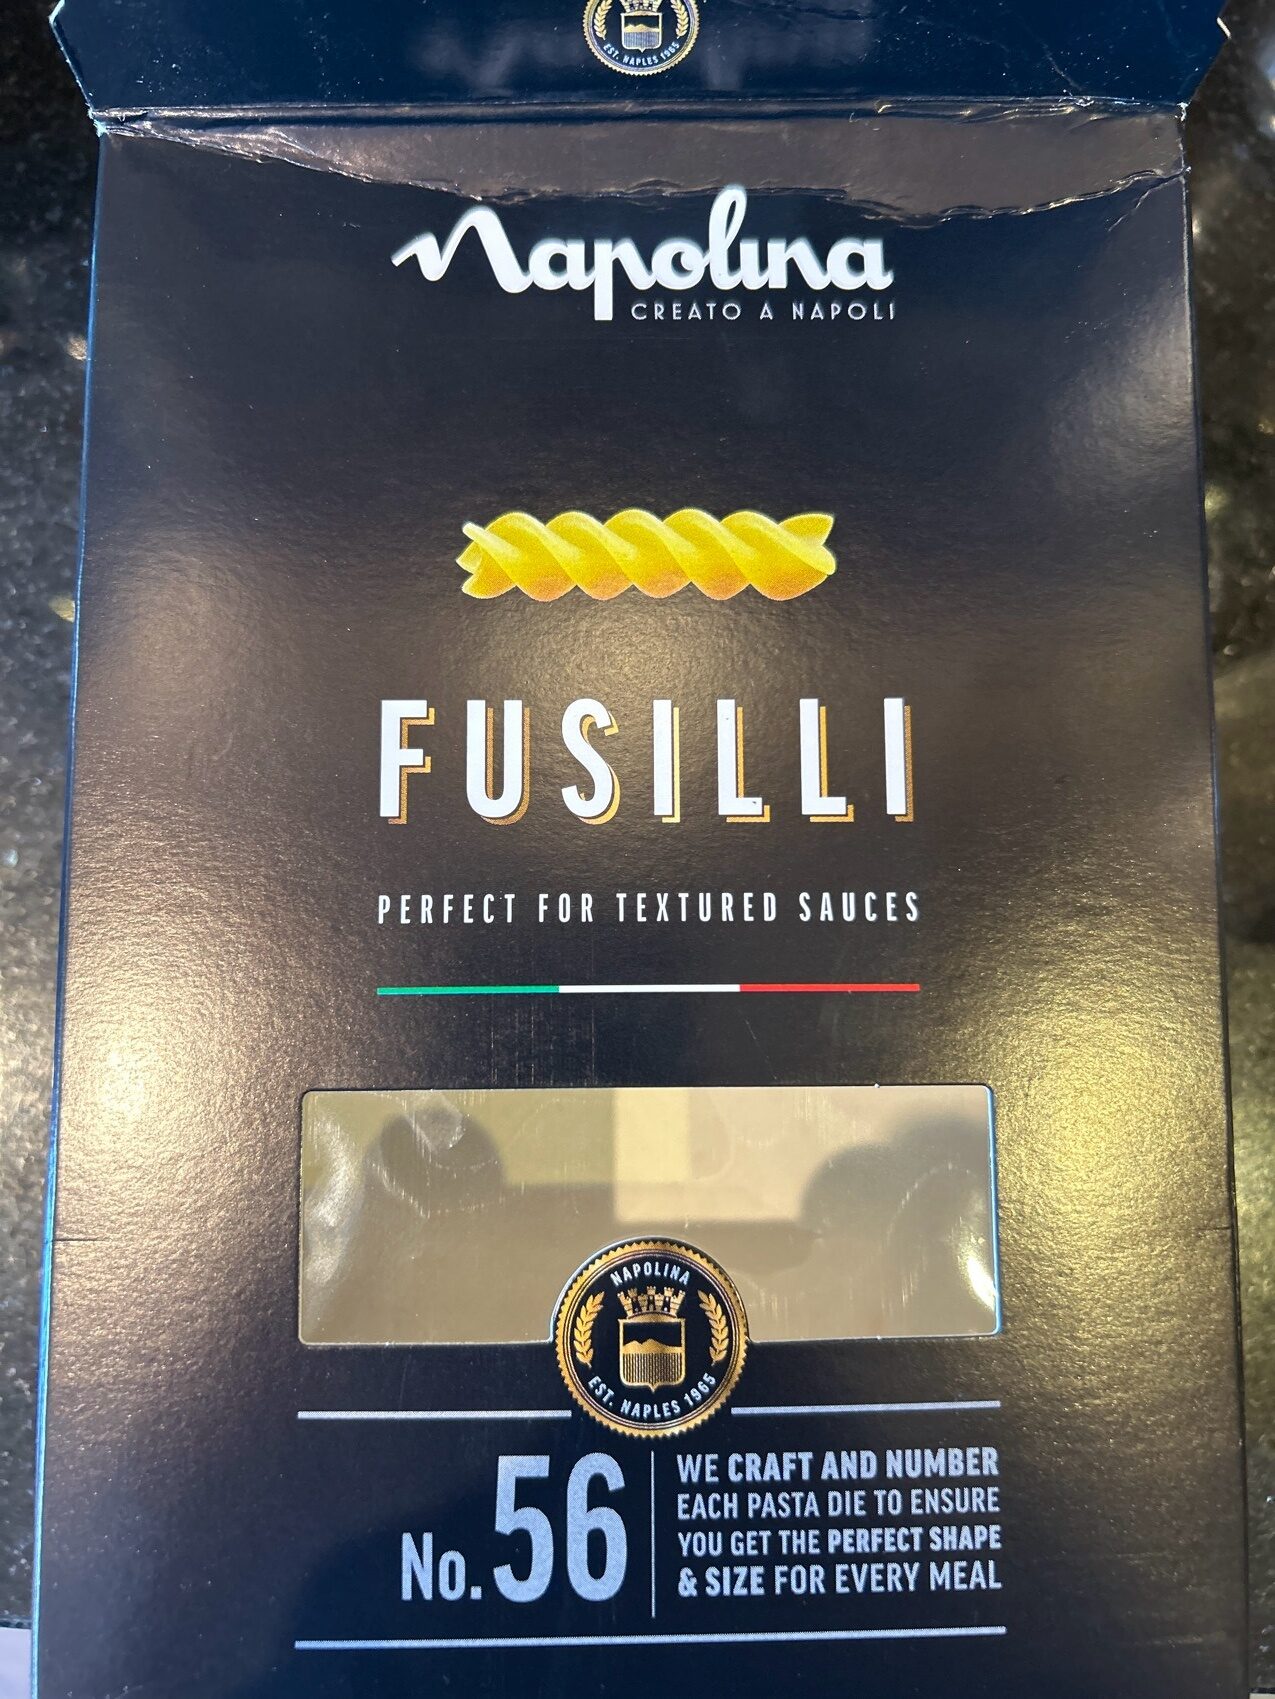 EST. NAPLES 1965
Napolina
CREATO A NAPOLI
FUSILLI
PERFECT FOR TEXTURED SAUCES
NAPOLINA
EST. NAPLES 1965
No. 56
WE CRAFT AND NUMBER
EACH PASTA DIE TO ENSURE
YOU GET THE PERFECT SHAPE
& SIZE FOR EVERY MEAL